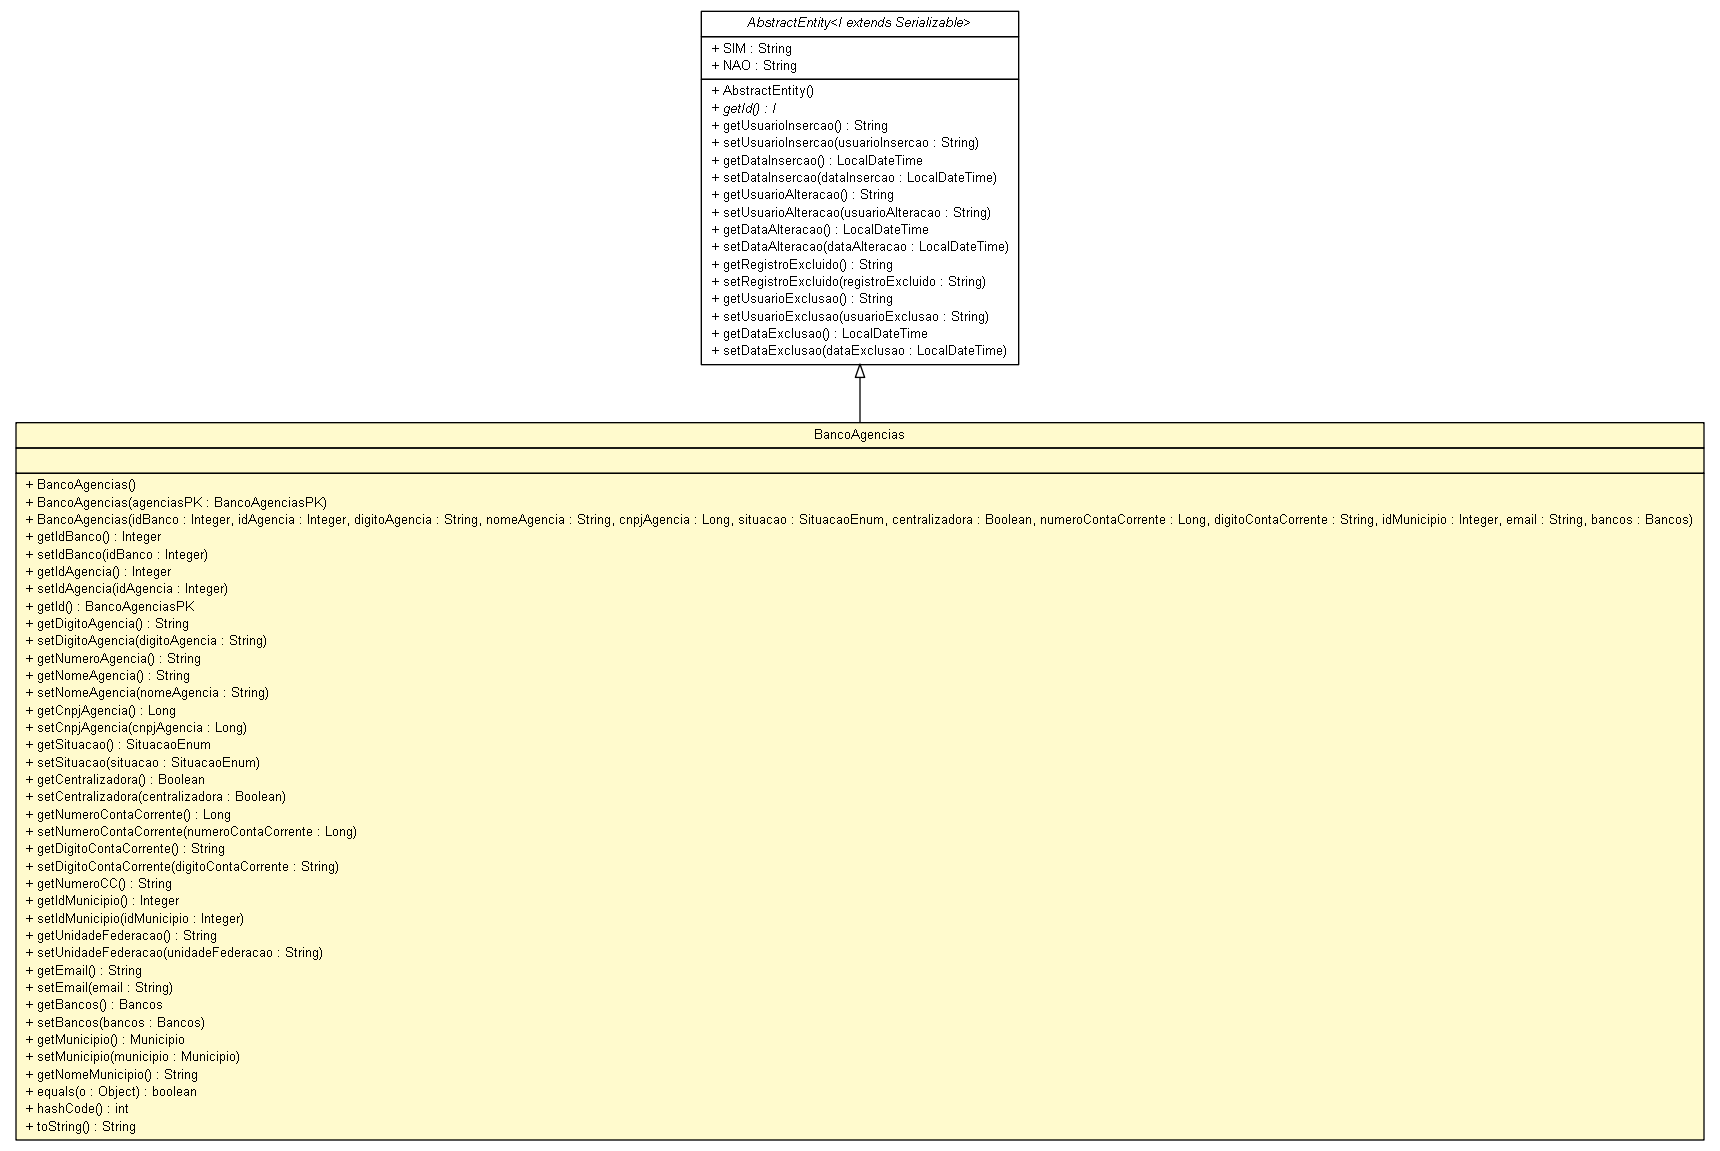 AbstractEntity<I extends Serializable>
+ SIM : String
+ NAO : String
+ AbstractEntity()
+ getId() : I
+ getUsuarioInsercao() : String
+ setUsuarioInsercao(usuarioInsercao : String)
+ getDataInsercao() : LocalDateTime
+ setDataInsercao(dataInsercao : LocalDateTime)
+ getUsuarioAlteracao() : String
+ setUsuarioAlteracao(usuarioAlteracao : String)
+ getDataAlteracao() : LocalDateTime
+ setDataAlteracao(dataAlteracao : LocalDateTime)
+ getRegistroExcluido() : String
+ setRegistroExcluido(registroExcluido : String)
+ getUsuarioExclusao() : String
+ setUsuarioExclusao(usuarioExclusao : String)
+ getDataExclusao() : LocalDateTime
+ setDataExclusao(dataExclusao : LocalDateTime)
BancoAgencias
+ BancoAgencias()
+ BancoAgencias(agenciasPK : BancoAgenciasPK)
+ BancoAgencias(idBanco : Integer, idAgencia : Integer, digitoAgencia : String, nomeAgencia : String, cnpjAgencia : Long, situacao : SituacaoEnum, centralizadora : Boolean, numeroContaCorrente : Long, digitoContaCorrente : String, idMunicipio : Integer, email : String, bancos : Bancos)
+ getIdBanco() : Integer
+ setIdBanco(idBanco : Integer)
+ getIdAgencia() : Integer
+ setIdAgencia(idAgencia : Integer)
+ getId() : BancoAgenciasPK
+ getDigitoAgencia() : String
+ setDigitoAgencia(digitoAgencia : String)
+ getNumeroAgencia() : String
+ getNomeAgencia() : String
+ setNomeAgencia(nomeAgencia : String)
+ getCnpjAgencia() : Long
+ setCnpjAgencia(cnpjAgencia : Long)
+ getSituacao() : SituacaoEnum
+ setSituacao(situacao : SituacaoEnum)
+ getCentralizadora() : Boolean
+ setCentralizadora(centralizadora : Boolean)
+ getNumeroContaCorrente() : Long
+ setNumeroContaCorrente(numeroContaCorrente : Long)
+ getDigitoContaCorrente() : String
+ setDigitoContaCorrente(digitoContaCorrente : String)
+ getNumeroCC() : String
+ getIdMunicipio() : Integer
+ setIdMunicipio(idMunicipio : Integer)
+ getUnidadeFederacao() : String
+ setUnidadeFederacao(unidadeFederacao : String)
+ getEmail() : String
+ setEmail(email : String)
+ getBancos() : Bancos
+ setBancos(bancos : Bancos)
+ getMunicipio() : Municipio
+ setMunicipio(municipio : Municipio)
+ getNomeMunicipio() : String
+ equals(o : Object) : boolean
+ hashCode() : int
+ toString() : String